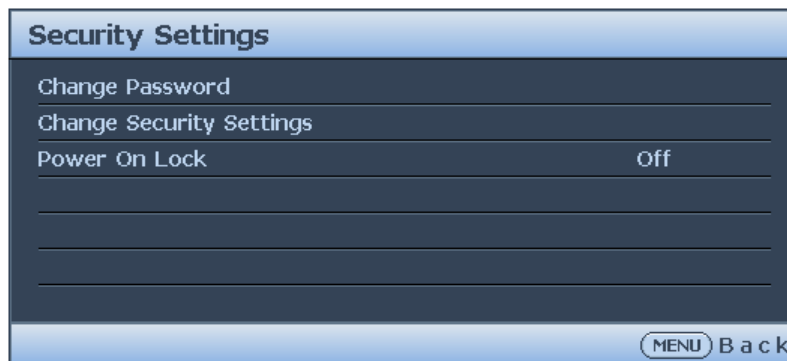 Security Settings
Change Password
Change Security Settings
Power On Lock Off
MENU Back